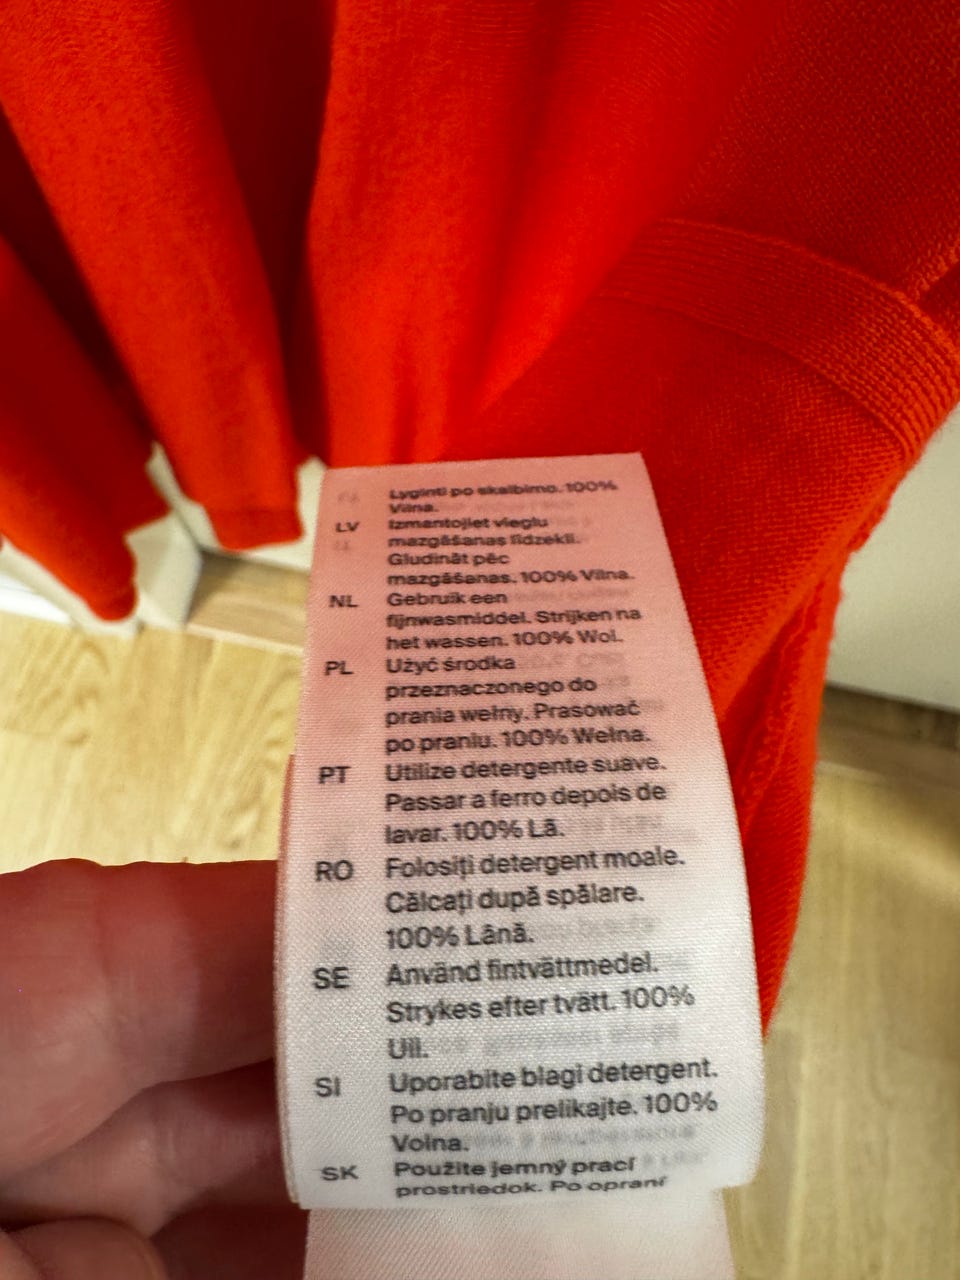 Lyginti po skalbimo. 100%
Vilna.
LV Izmantojiet vieglu
mazgāšanas līdzekli.
Gludināt pēc
mazgāšanas. 100% Vilna.
NL Gebruik een
fijnwasmiddel. Strijken na
het wassen. 100% Wol.
PL Użyć środka
przeznaczonego do
prania wełny. Prasować
po praniu. 100% Wełna.
PT Utilize detergente suave.
Passar a ferro depois de
lavar. 100% Lã.
RO Folosiți detergent moale.
Călcați după spălare.
100% Lână.
SE Använd fintvättmedel.
Strykes efter tvätt. 100%
Ull.
SI Uporabite blagi detergent.
Po pranju prelikajte. 100%
Volna.
SK Použite jemný prací
prostriedok. Po opraní